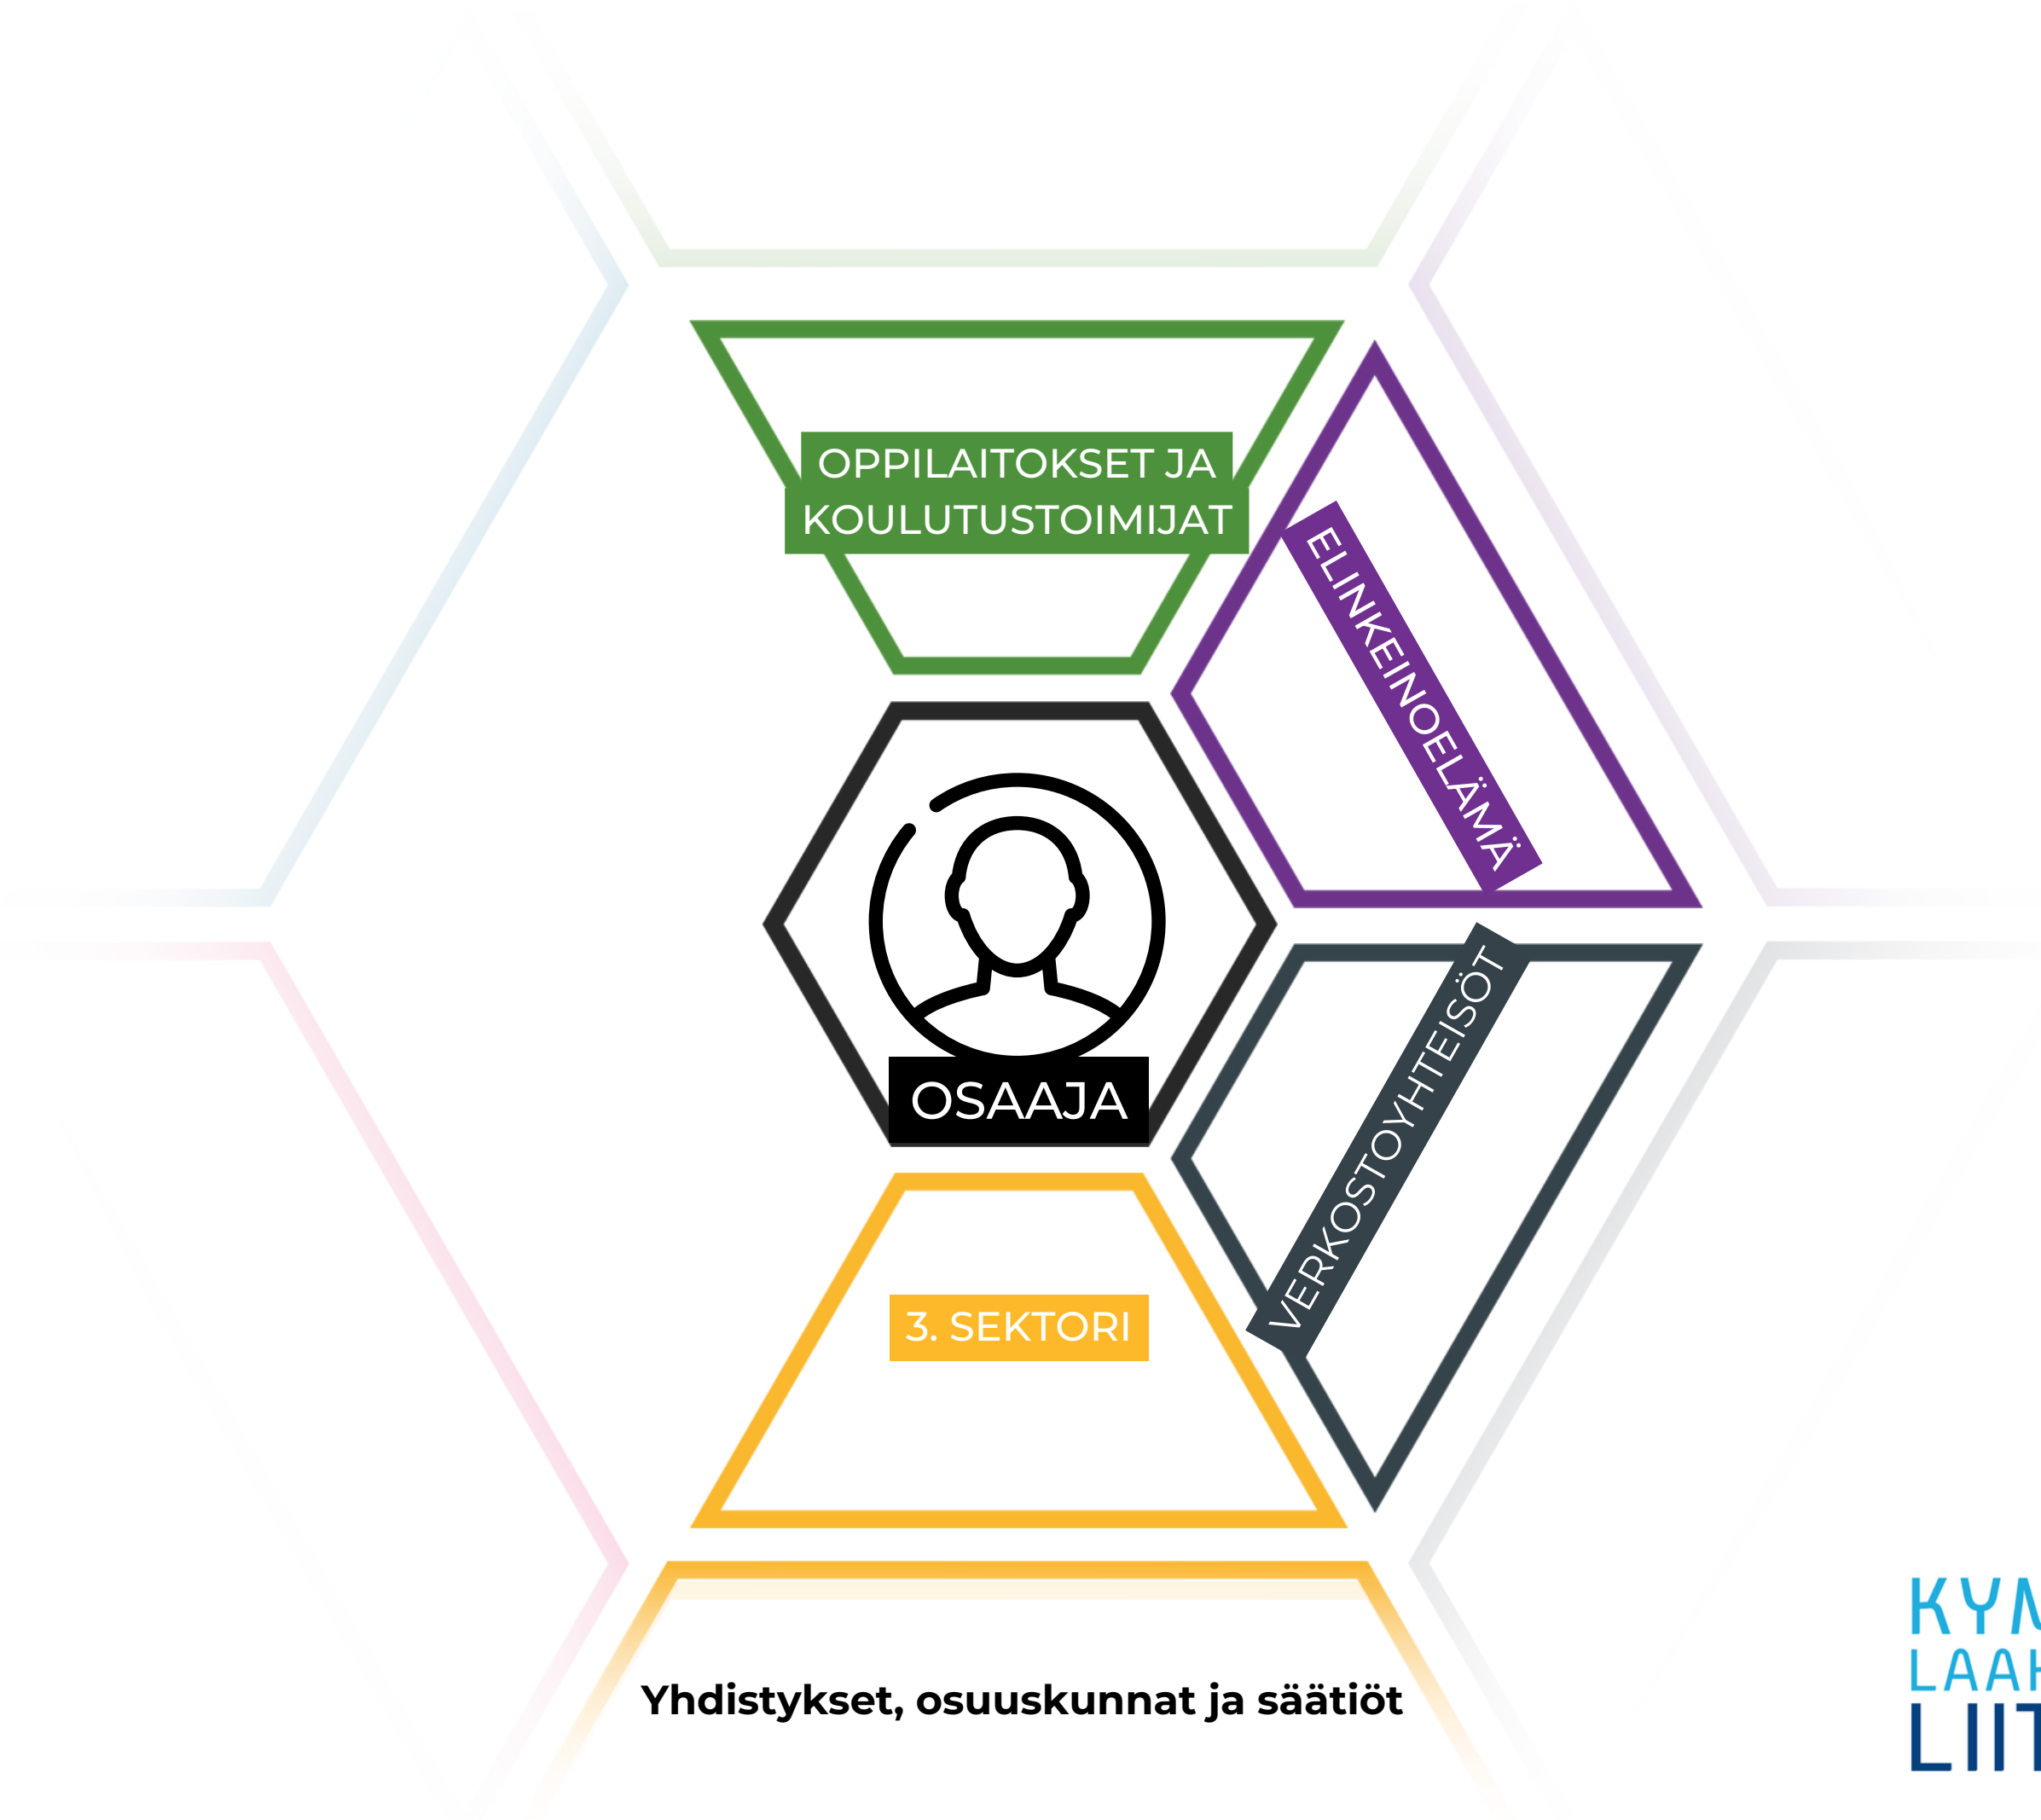 OPPILAITOKSET JA
KOULUTUSTOIMIJAT
ELINKEINOELÄMÄ
OSAAJA
VERKOSTOYHTEISÖT
3. SEKTORI
Yhdistykset, osuuskunnat ja säätiöt